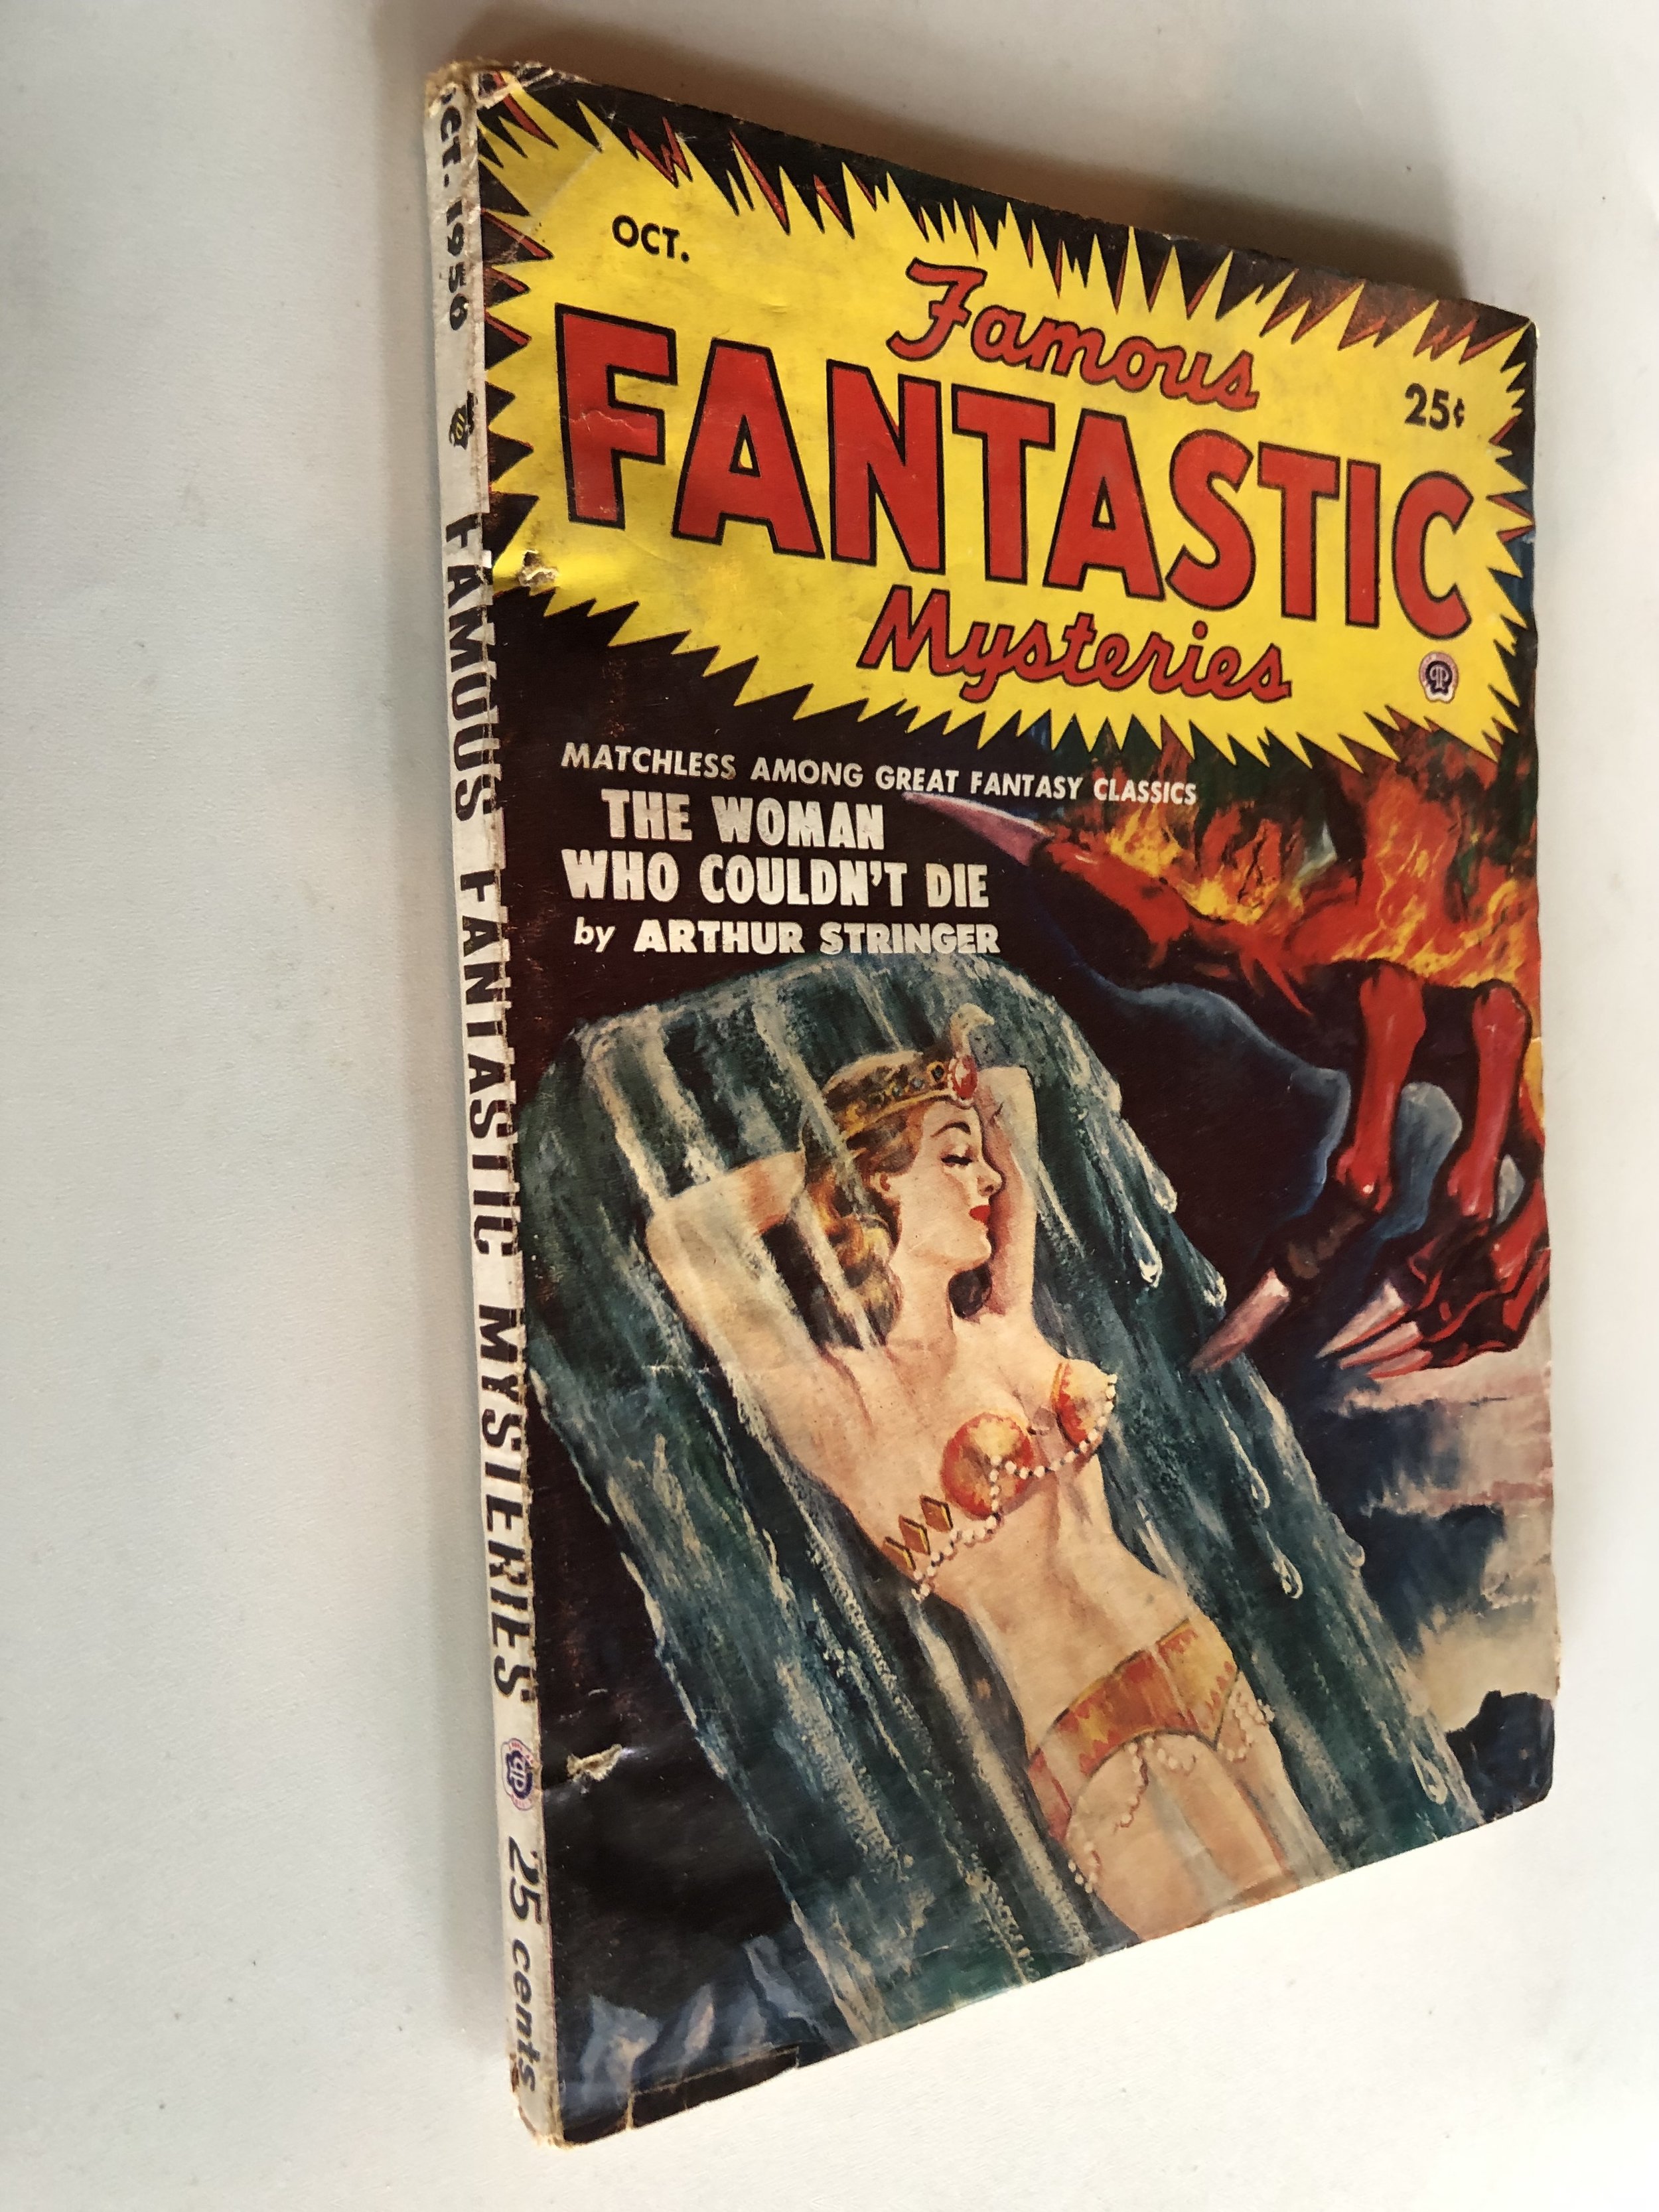 OCT.
Famous
25¢
FANTASTIC
Mysteries
MATCHLESS AMONG GREAT FANTASY CLASSICS
THE WOMAN
WHO COULDN'T DIE
by ARTHUR STRINGER
OCT. 1950 FAMOUS FANTASTIC MYSTERIES 25 cents